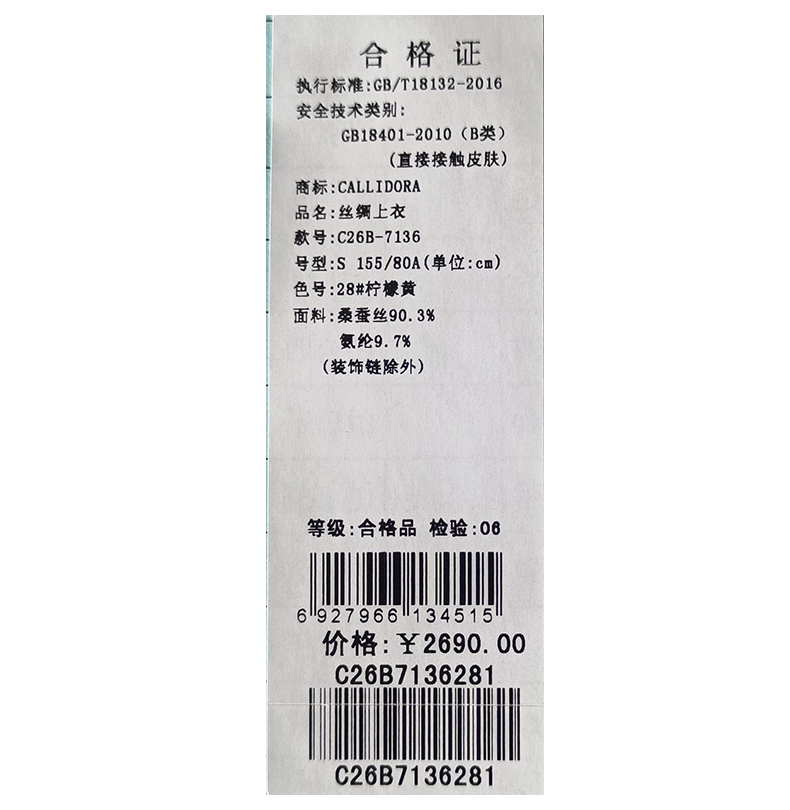 合格证
执行标准:GB/T18132-2016
安全技术类别:
GB18401-2010（B类）
(直接接触皮肤)
商标:CALLIDORA
品名:丝绸上衣
款号:C26B-7136
号型:S 155/80A(单位:cm)
色号:28#柠檬黄
面料:桑蚕丝90.3%
氨纶9.7%
(装饰链除外)
等级:合格品 检验:06
6 927966 134515
价格:￥2690.00
C26B7136281
C26B7136281